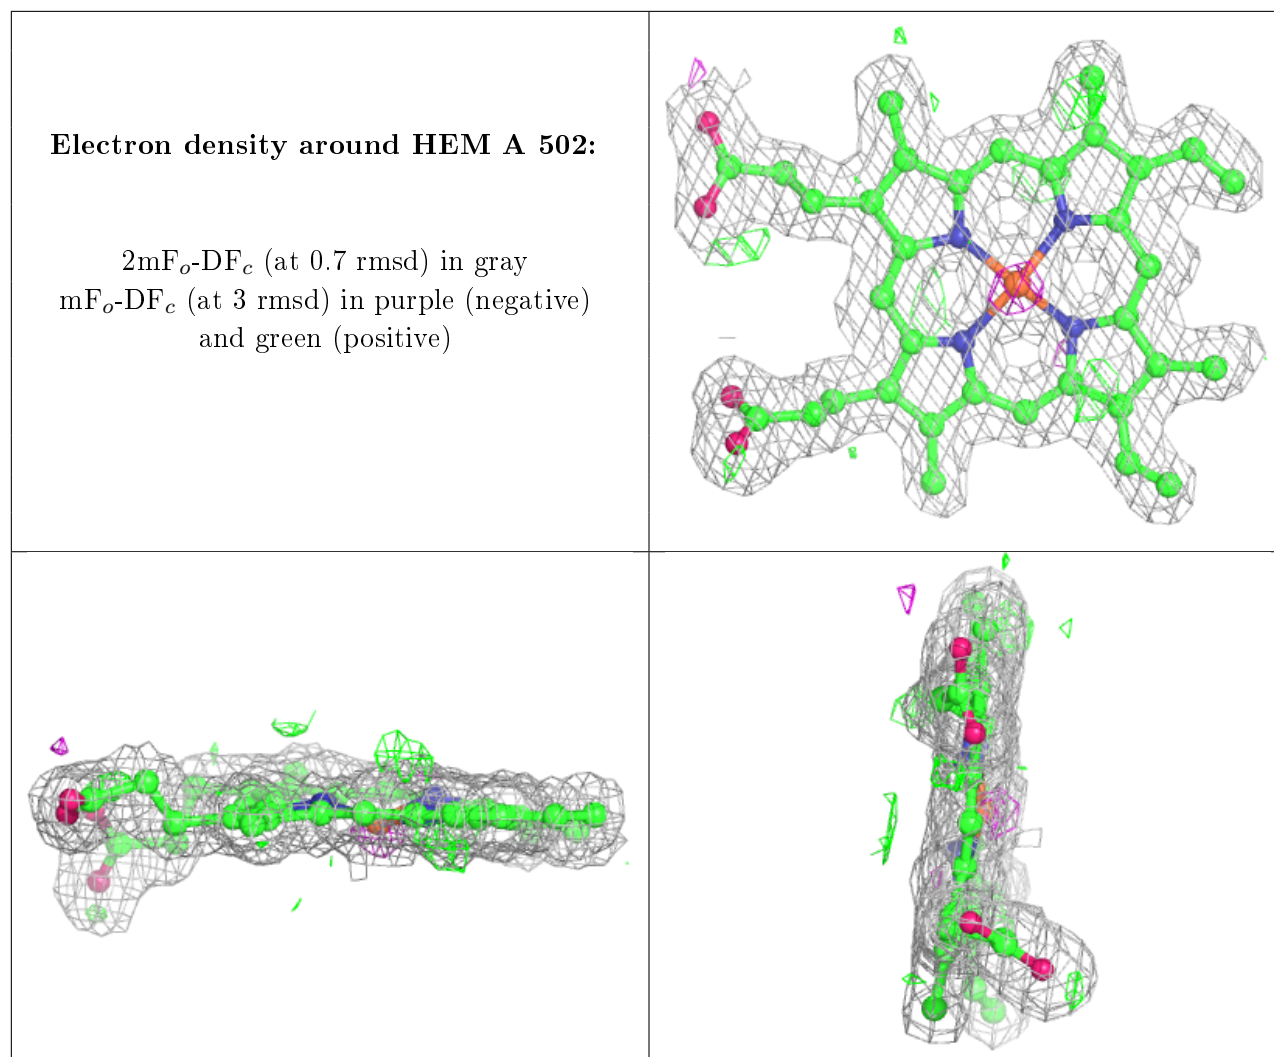 Electron density around HEM A 502:
2mFₒ-DF𝒸 (at 0.7 rmsd) in gray
mFₒ-DF𝒸 (at 3 rmsd) in purple (negative)
and green (positive)